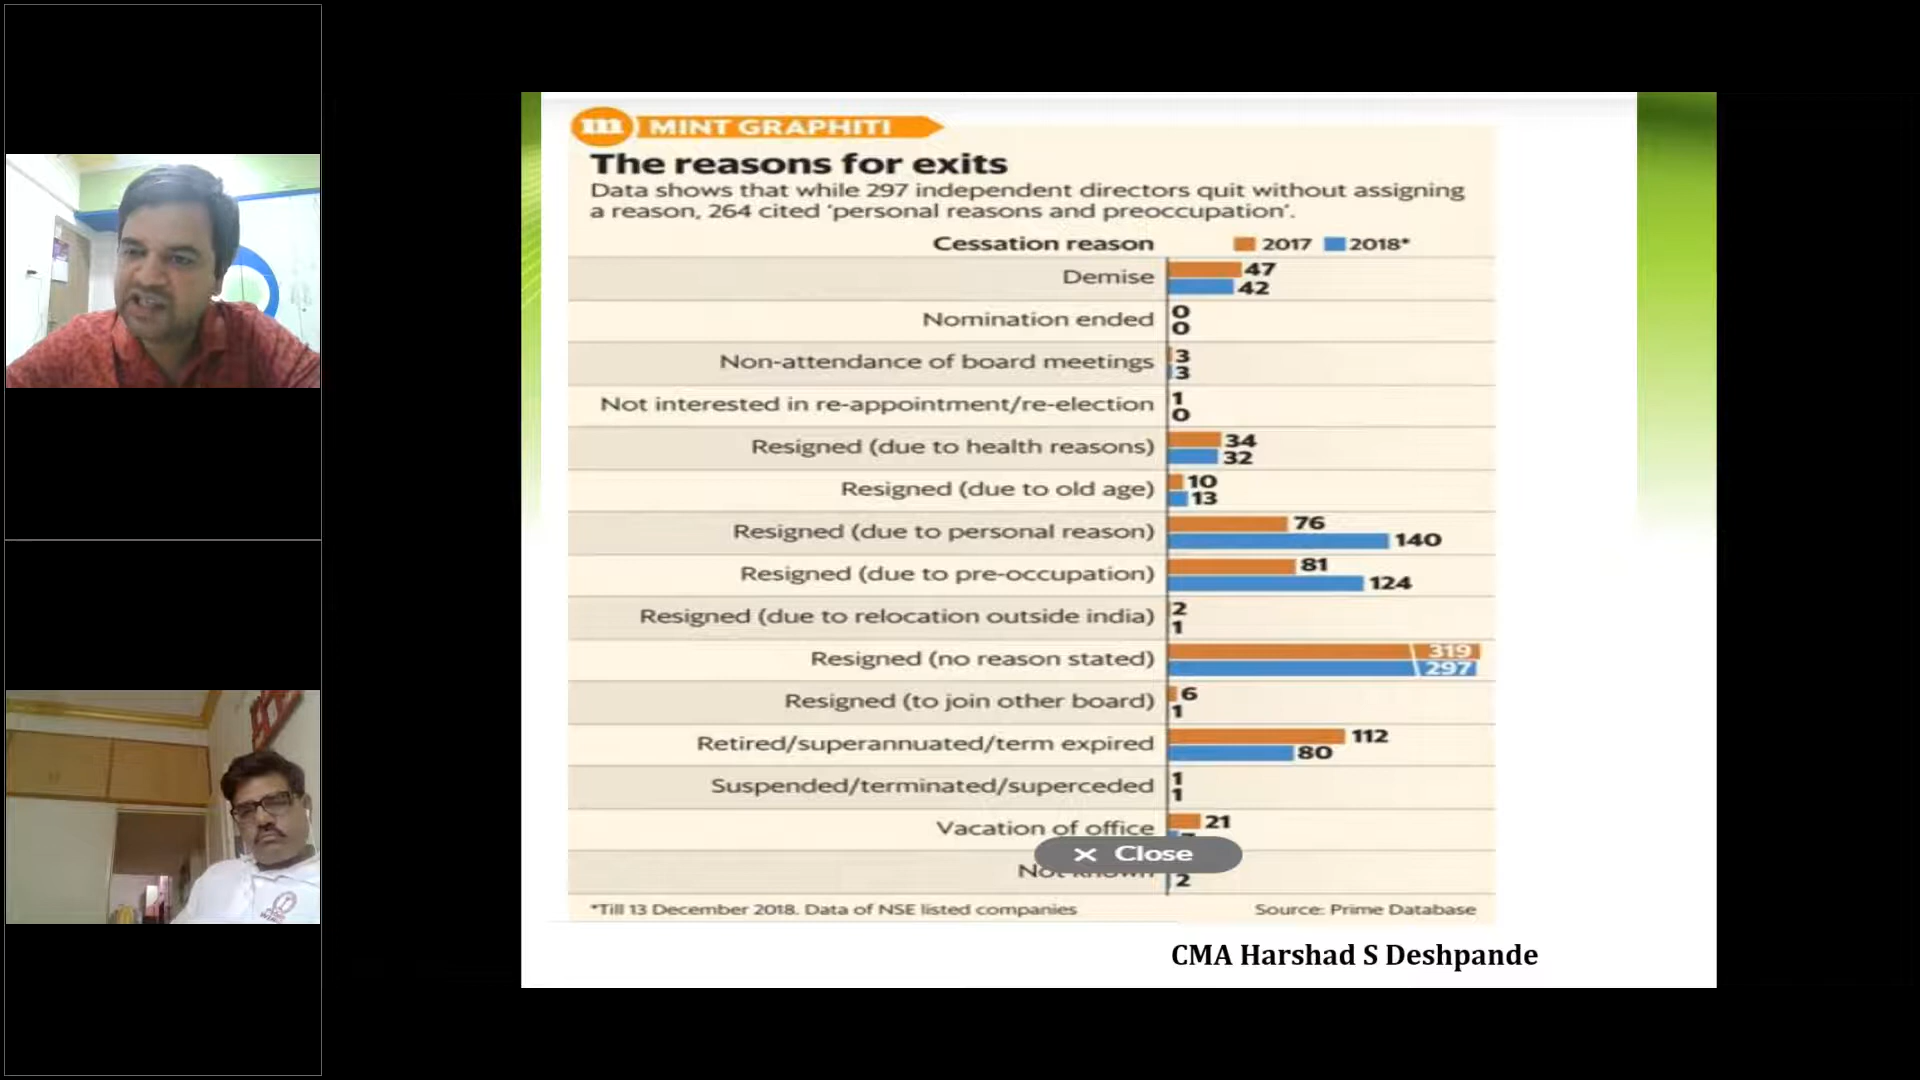 m MINT GRAPHITI
The reasons for exits
Data shows that while 297 independent directors quit without assigning
a reason, 264 cited 'personal reasons and preoccupation'.
Cessation reason 2017 2018*
Demise 47
42
Nomination ended 0
0
Non-attendance of board meetings 3
3
Not interested in re-appointment/re-election 1
0
Resigned (due to health reasons) 34
32
Resigned (due to old age) 10
13
Resigned (due to personal reason) 76
140
Resigned (due to pre-occupation) 81
124
Resigned (due to relocation outside india) 2
1
Resigned (no reason stated) 319
297
Resigned (to join other board) 6
1
Retired/superannuated/term expired 112
80
Suspended/terminated/superceded 1
1
Vacation of office 21
× Close
Not known
2
*Till 13 December 2018. Data of NSE listed companies Source: Prime Database
CMA Harshad S Deshpande